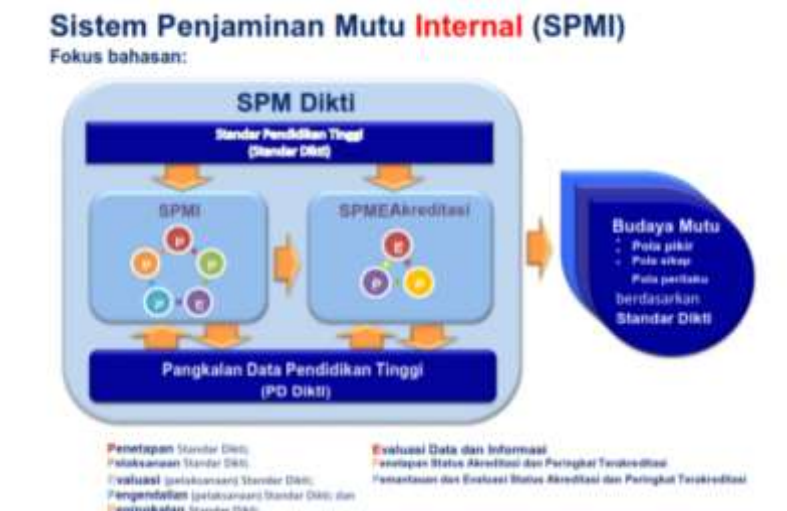 Sistem Penjaminan Mutu Internal (SPMI)
Fokus bahasan:
SPM Dikti
Standar Pendidikan Tinggi
(Standar Dikti)
SPMI
SPMEAkreditasi
P
P
P
P
E
E
P
P
Budaya Mutu
Pola pikir
Pola sikap
Pola perilaku
berdasarkan
Standar Dikti
Pangkalan Data Pendidikan Tinggi
(PD Dikti)
Penetapan Standar Dikti;
Pelaksanaan Standar Dikti;
Evaluasi (pelaksanaan) Standar Dikti;
Pengendalian (pelaksanaan) Standar Dikti; dan
Peningkatan Standar Dikti
Evaluasi Data dan Informasi
Penetapan Status Akreditasi dan Peringkat Terakreditasi
Pemantauan dan Evaluasi Status Akreditasi dan Peringkat Terakreditasi